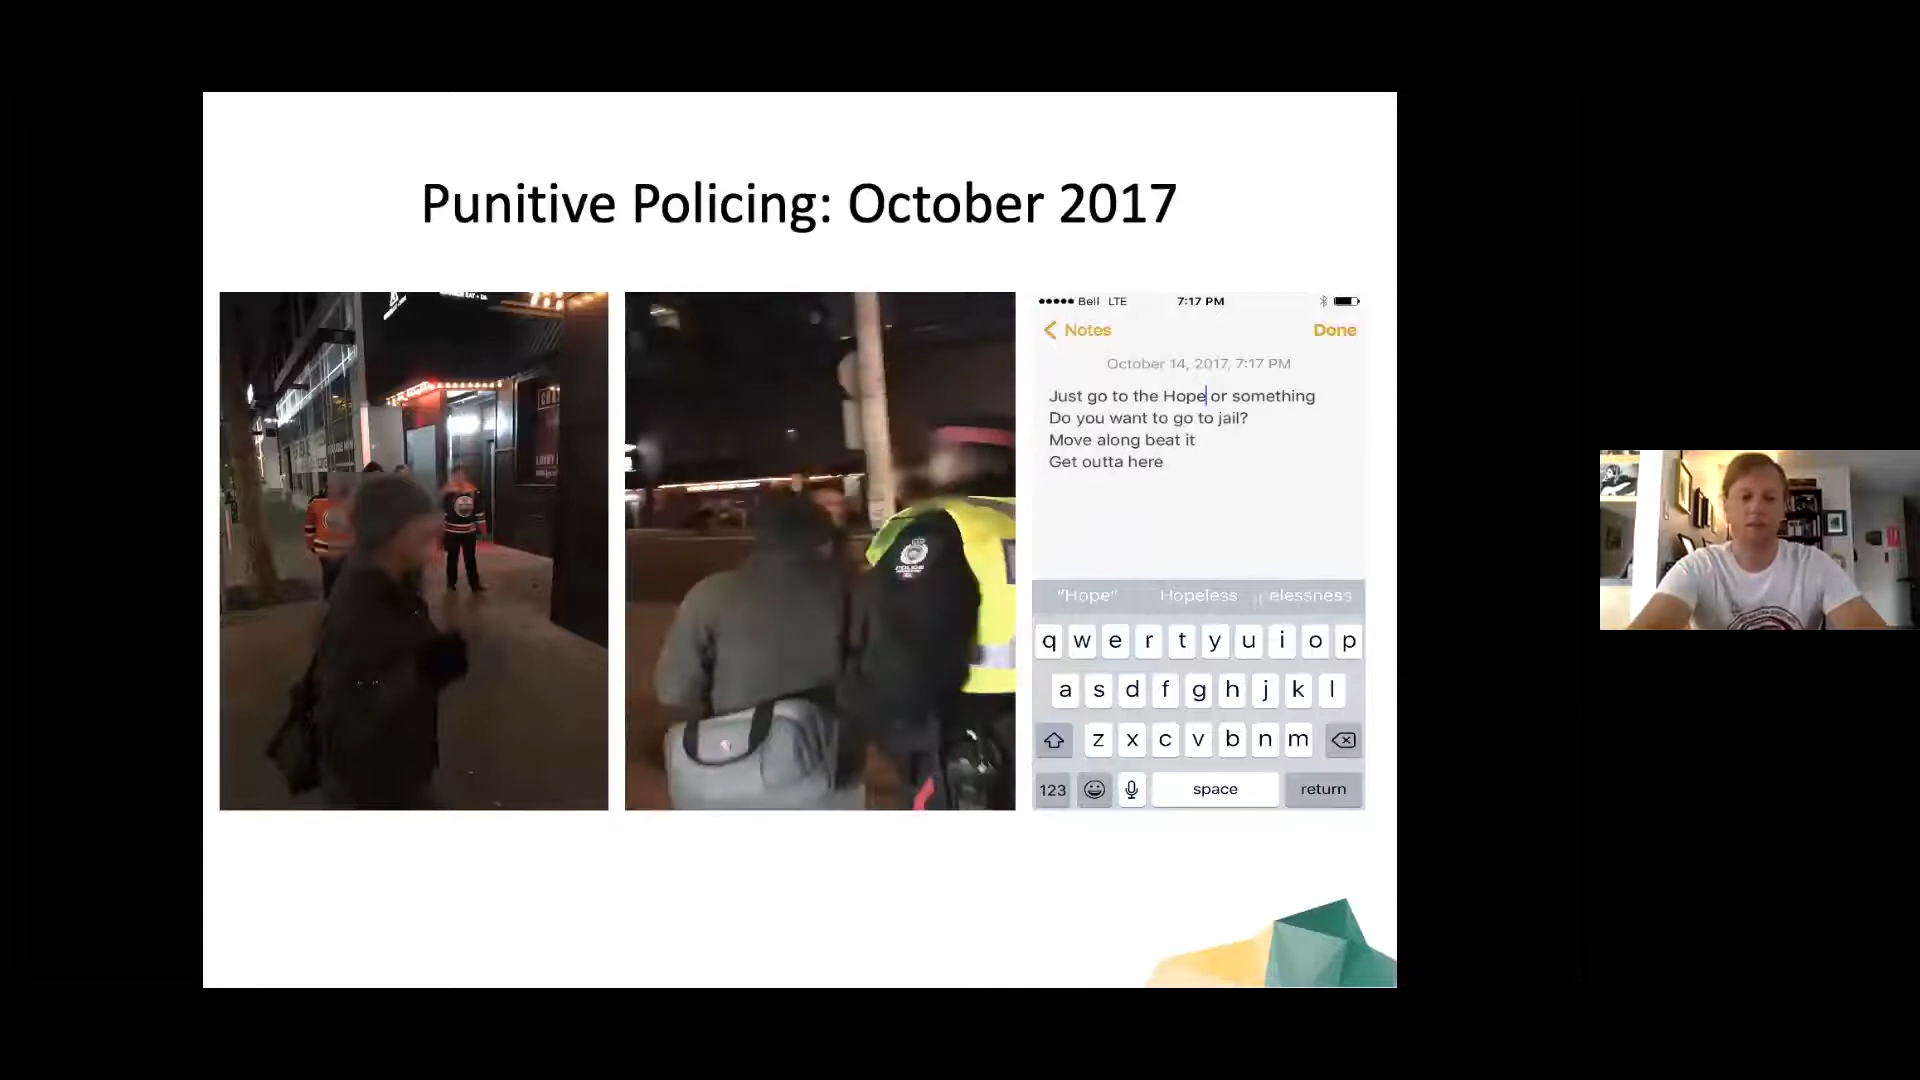 Punitive Policing: October 2017
POLICE
Bell LTE
7:17 PM
Notes
Done
October 14, 2017, 7:17 PM
Just go to the Hope or something
Do you want to go to jail?
Move along beat it
Get outta here
"Hope"
Hopeless
elessness
q w e r t y u i o p
a s d f g h j k l
z x c v b n m
123
space
return